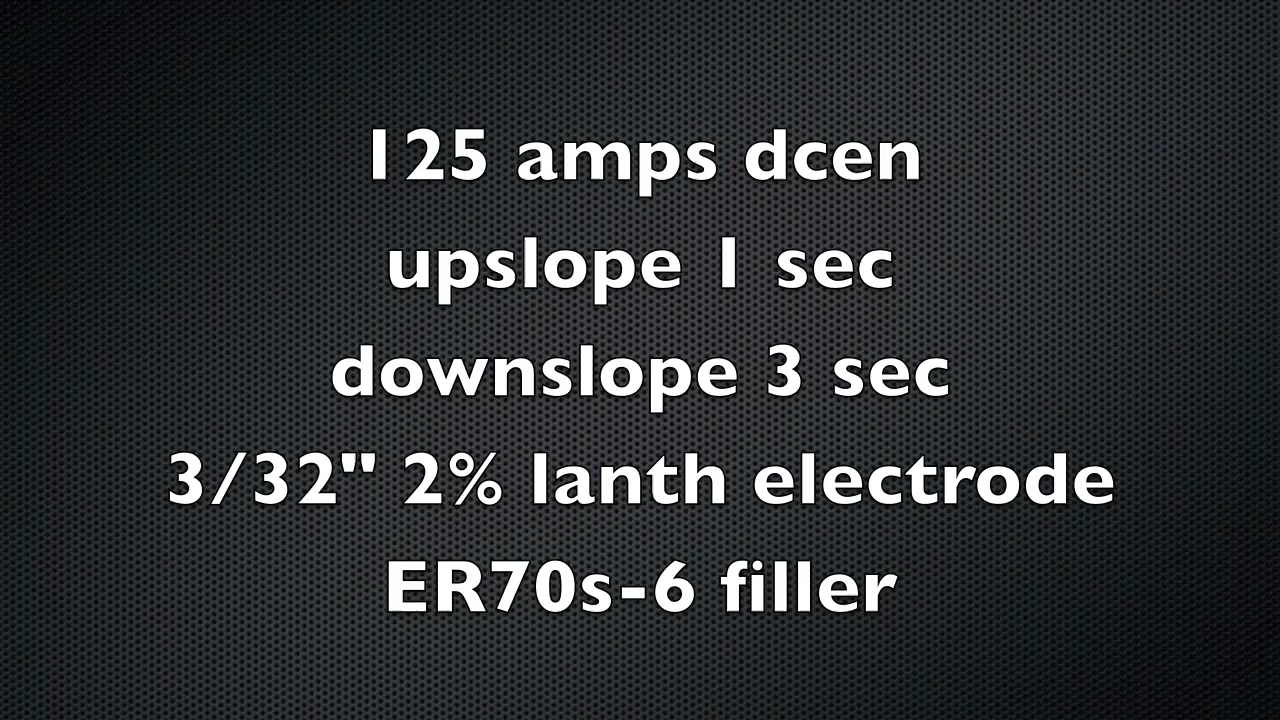 125 amps dcen
upslope 1 sec
downslope 3 sec
3/32" 2% lanth electrode
ER70s-6 filler